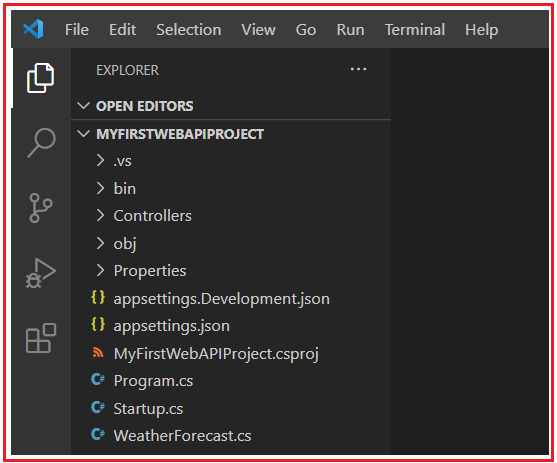 File Edit Selection View Go Run Terminal Help
EXPLORER ...
OPEN EDITORS
MYFIRSTWEBAPIPROJECT
.vs
bin
Controllers
obj
Properties
{} appsettings.Development.json
{} appsettings.json
MyFirstWebAPIProject.csproj
C# Program.cs
C# Startup.cs
C# WeatherForecast.cs